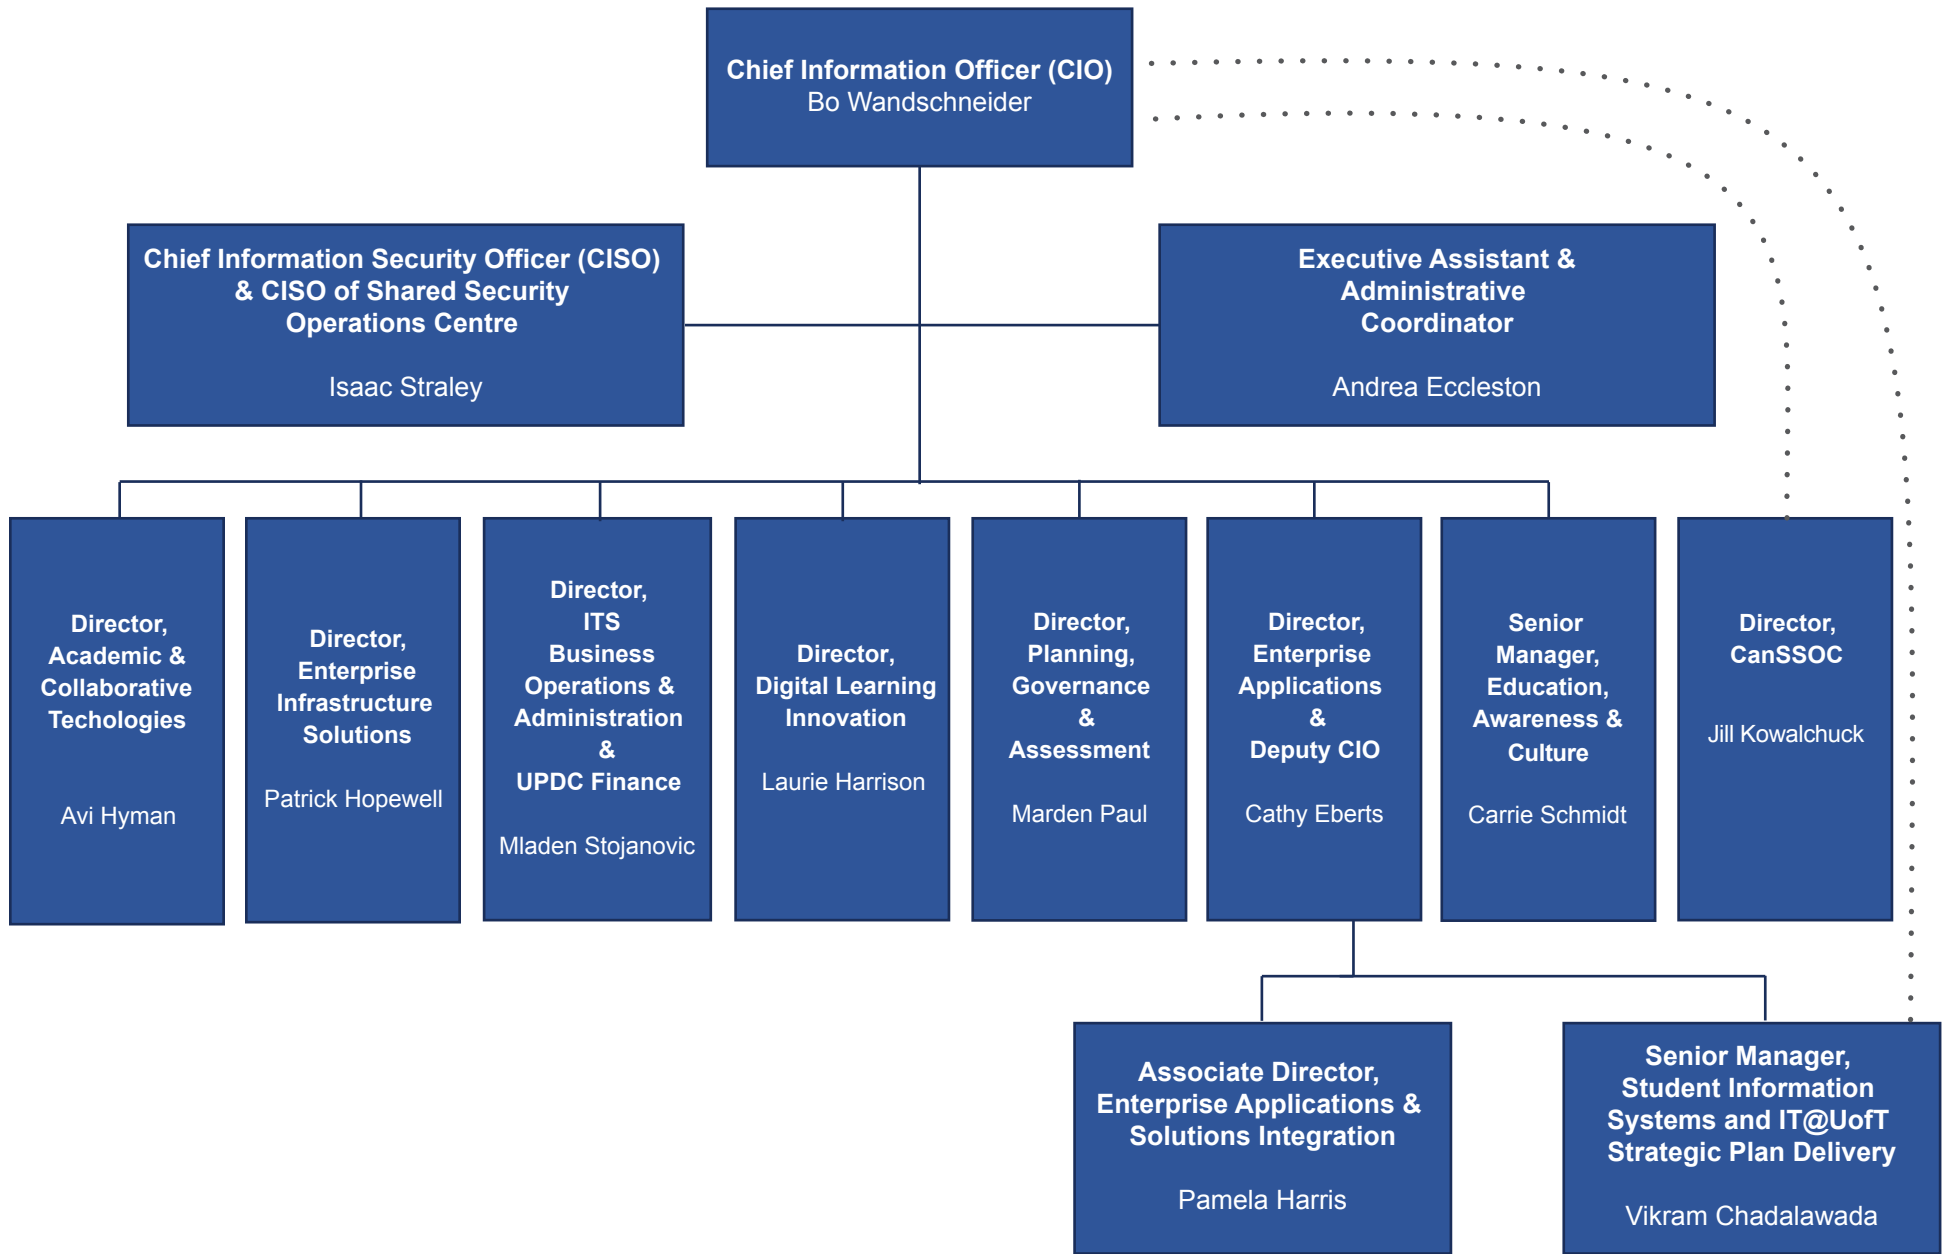 Chief Information Officer (CIO)
Bo Wandschneider
Chief Information Security Officer (CISO)
& CISO of Shared Security
Operations Centre
Isaac Straley
Executive Assistant &
Administrative
Coordinator
Andrea Eccleston
Director,
Academic &
Collaborative
Techologies
Avi Hyman
Director,
Enterprise
Infrastructure
Solutions
Patrick Hopewell
Director,
ITS
Business
Operations &
Administration
&
UPDC Finance
Mladen Stojanovic
Director,
Digital Learning
Innovation
Laurie Harrison
Director,
Planning,
Governance
&
Assessment
Marden Paul
Director,
Enterprise
Applications
&
Deputy CIO
Cathy Eberts
Senior
Manager,
Education,
Awareness &
Culture
Carrie Schmidt
Director,
CanSSOC
Jill Kowalchuck
Associate Director,
Enterprise Applications &
Solutions Integration
Pamela Harris
Senior Manager,
Student Information
Systems and IT@UofT
Strategic Plan Delivery
Vikram Chadalawada